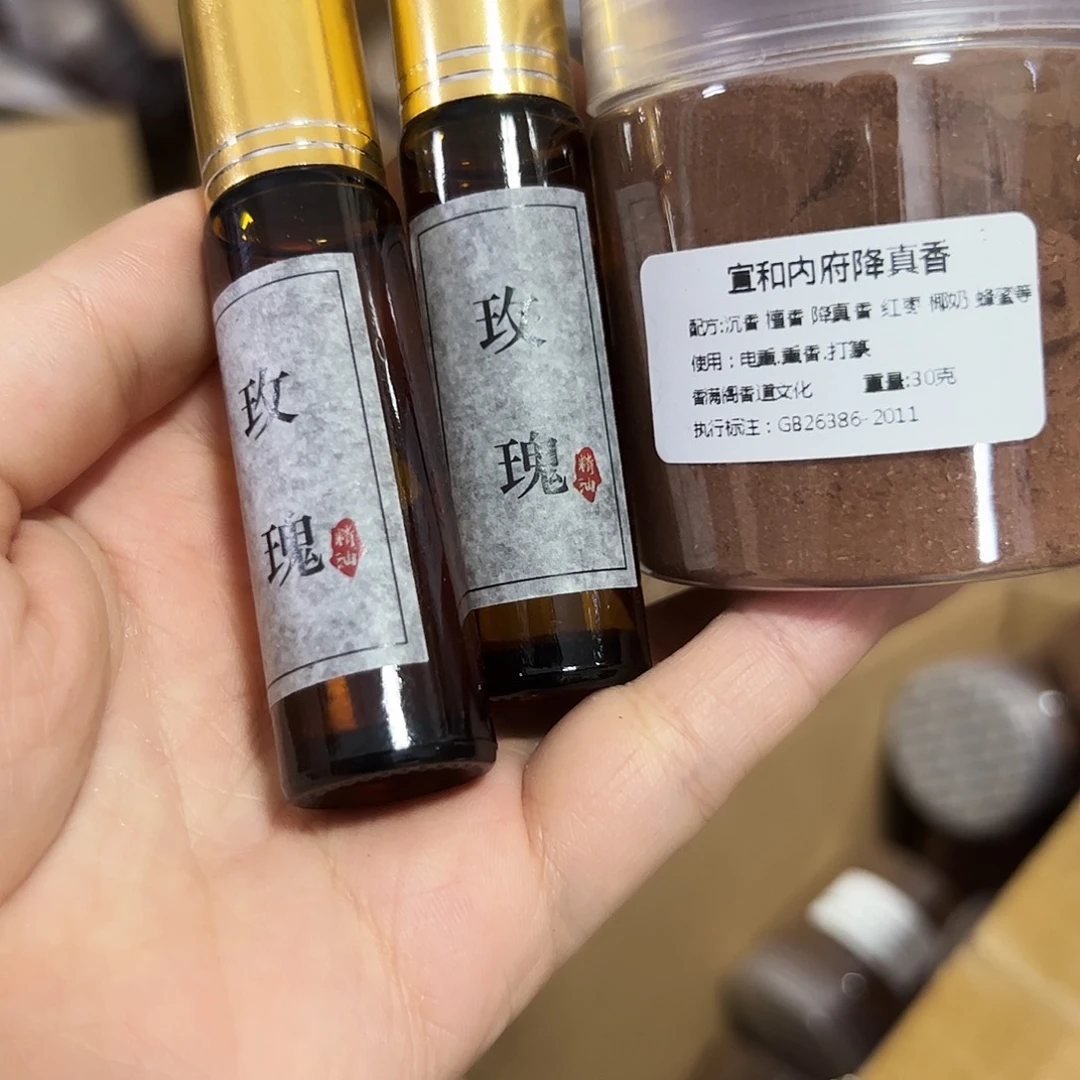 玫瑰
精油
玫瑰
精油
宣和内府降真香
配方:沉香 檀香 降真香 红枣 椰奶 蜂蜜等
使用：电熏.熏香.打篆
香满阁香道文化 重量:30克
执行标注：GB26386-2011